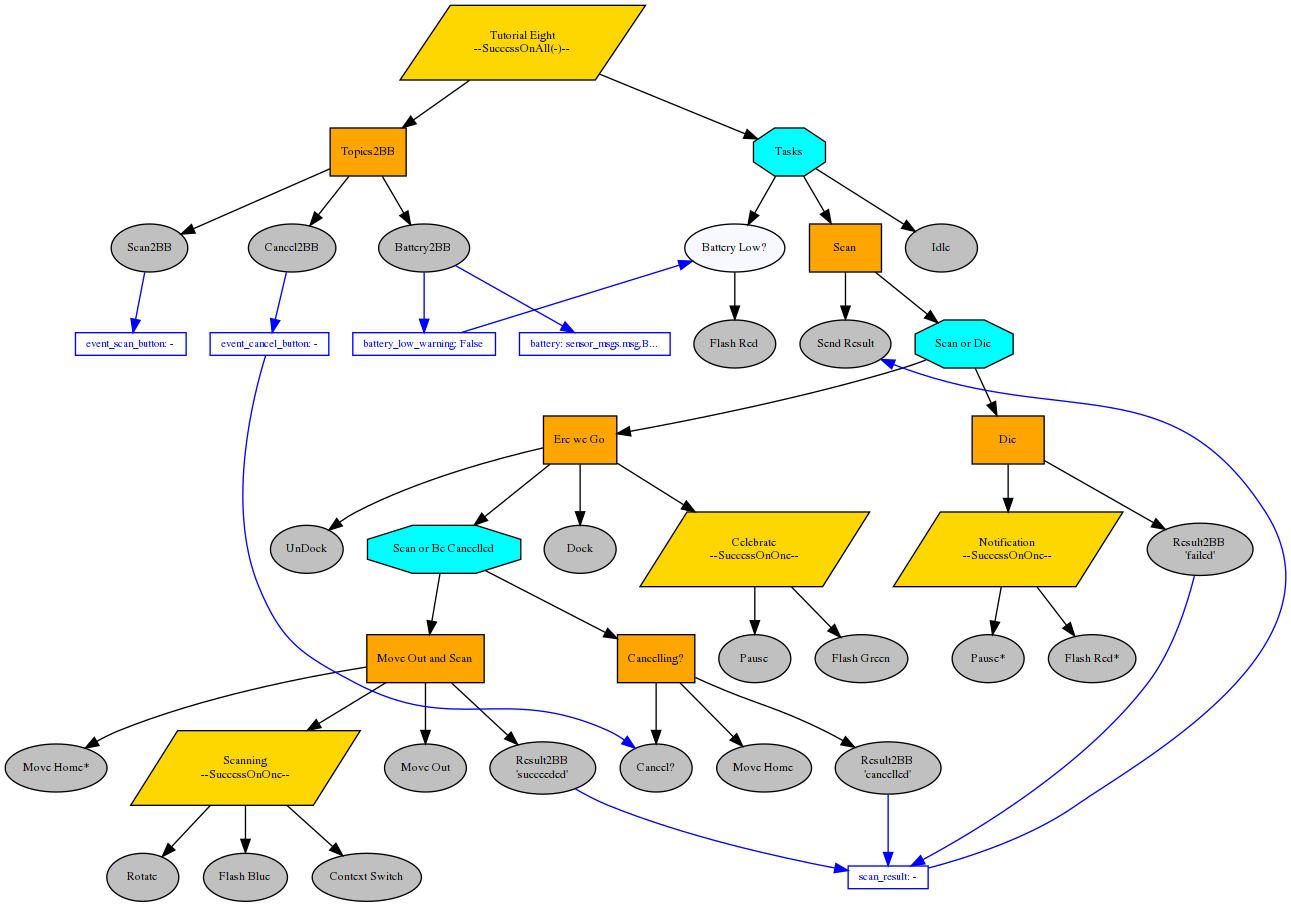 Tutorial Eight
--SuccessOnAll(-)--
Topics2BB
Tasks
Scan2BB
Cancel2BB
Battery2BB
Battery Low?
Scan
Idle
event_scan_button: -
event_cancel_button: -
battery_low_warning: False
battery: sensor_msgs.msg.B...
Flash Red
Send Result
Scan or Die
Ere we Go
Die
UnDock
Scan or Be Cancelled
Dock
Celebrate
--SuccessOnOne--
Notification
--SuccessOnOne--
Result2BB
'failed'
Move Out and Scan
Cancelling?
Pause
Flash Green
Pause*
Flash Red*
Move Home*
Scanning
--SuccessOnOne--
Move Out
Result2BB
'succeeded'
Cancel?
Move Home
Result2BB
'cancelled'
Rotate
Flash Blue
Context Switch
scan_result: -